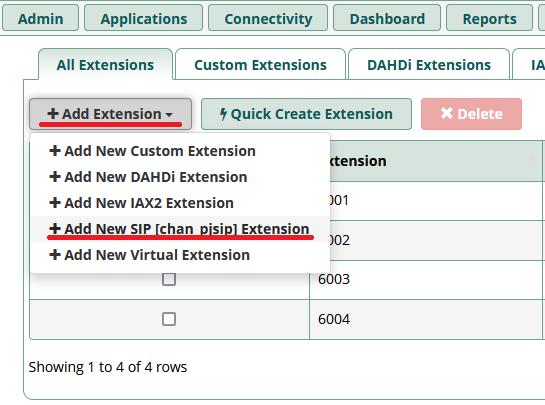 Admin
Applications
Connectivity
Dashboard
Reports
All Extensions
Custom Extensions
DAHDi Extensions
IA
Add Extension
Quick Create Extension
Delete
Add New Custom Extension
Add New DAHDi Extension
Add New IAX2 Extension
Add New SIP [chan_pjsip] Extension
Add New Virtual Extension
xtension
001
002
6003
6004
Showing 1 to 4 of 4 rows